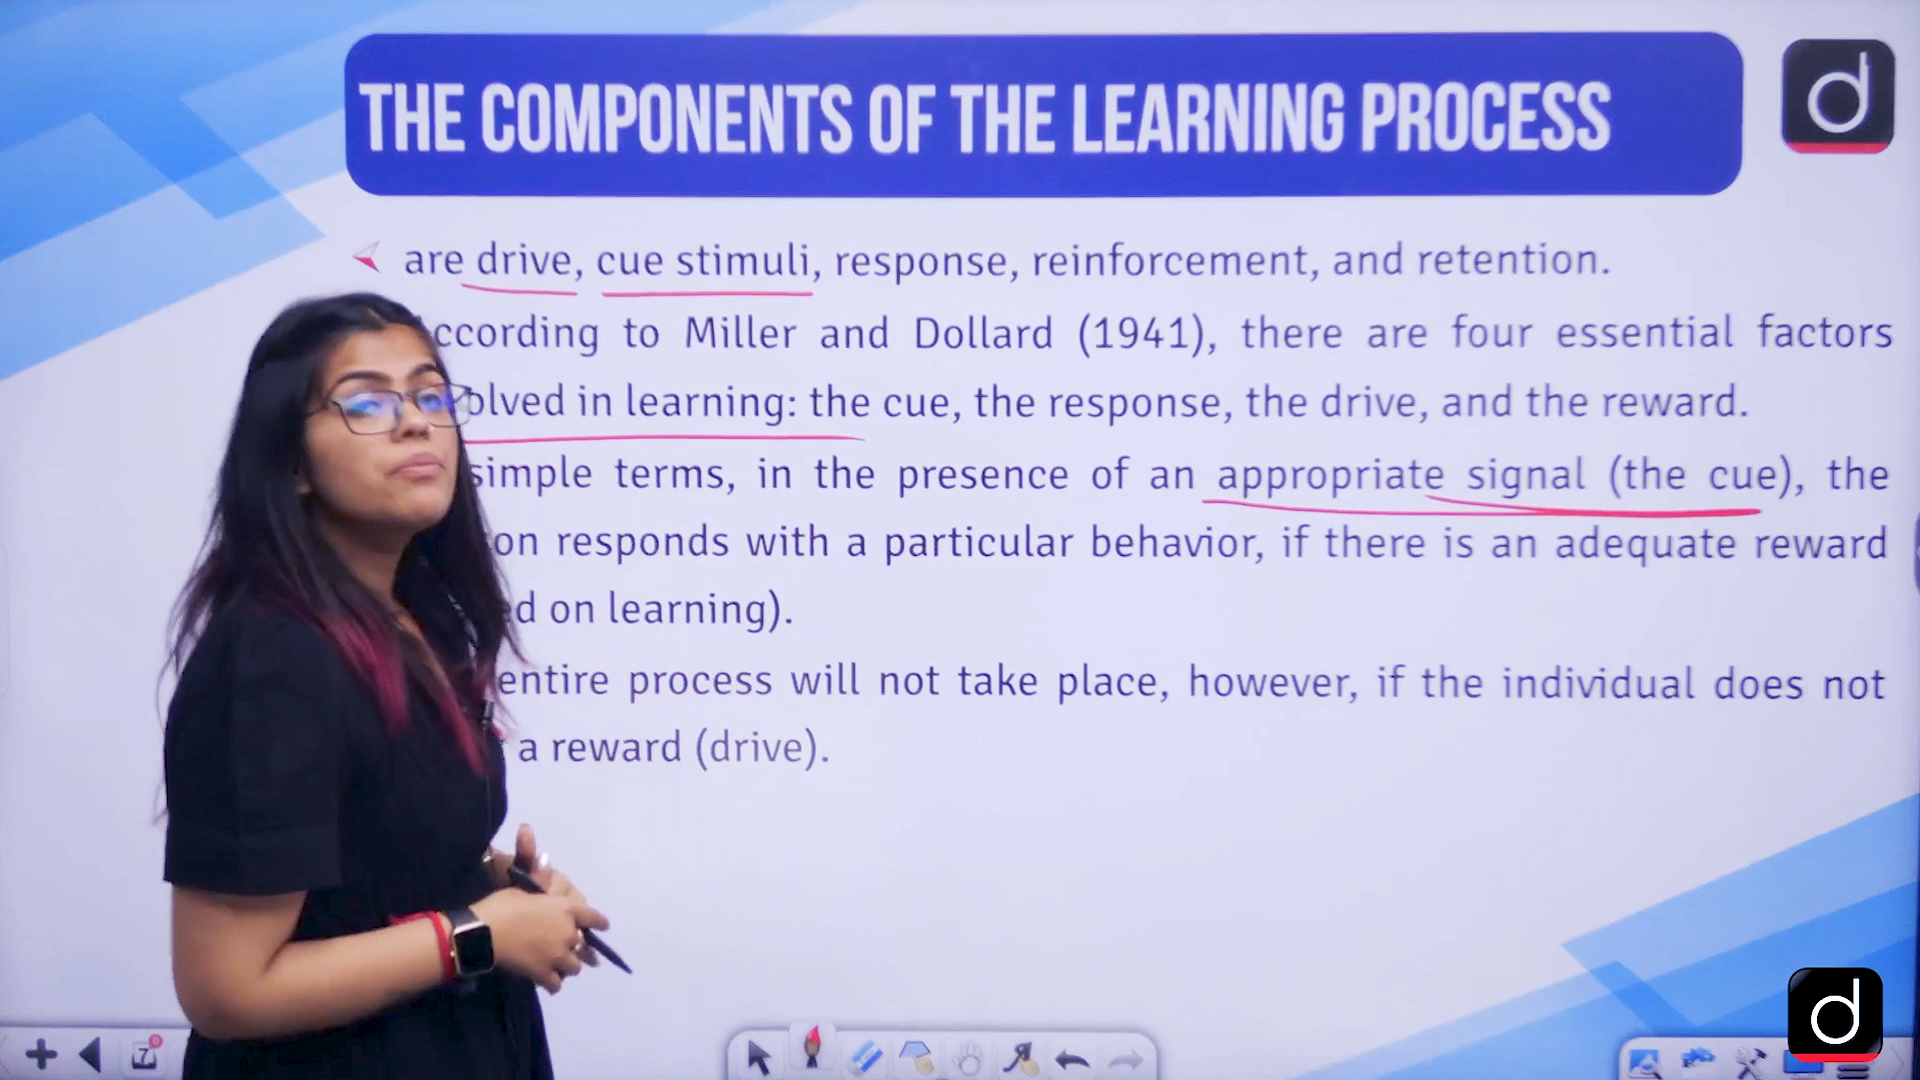 THE COMPONENTS OF THE LEARNING PROCESS
d
are drive, cue stimuli, response, reinforcement, and retention.
ccording to Miller and Dollard (1941), there are four essential factors
olved in learning: the cue, the response, the drive, and the reward.
simple terms, in the presence of an appropriate signal (the cue), the
on responds with a particular behavior, if there is an adequate reward
d on learning).
entire process will not take place, however, if the individual does not
a reward (drive).
7
d